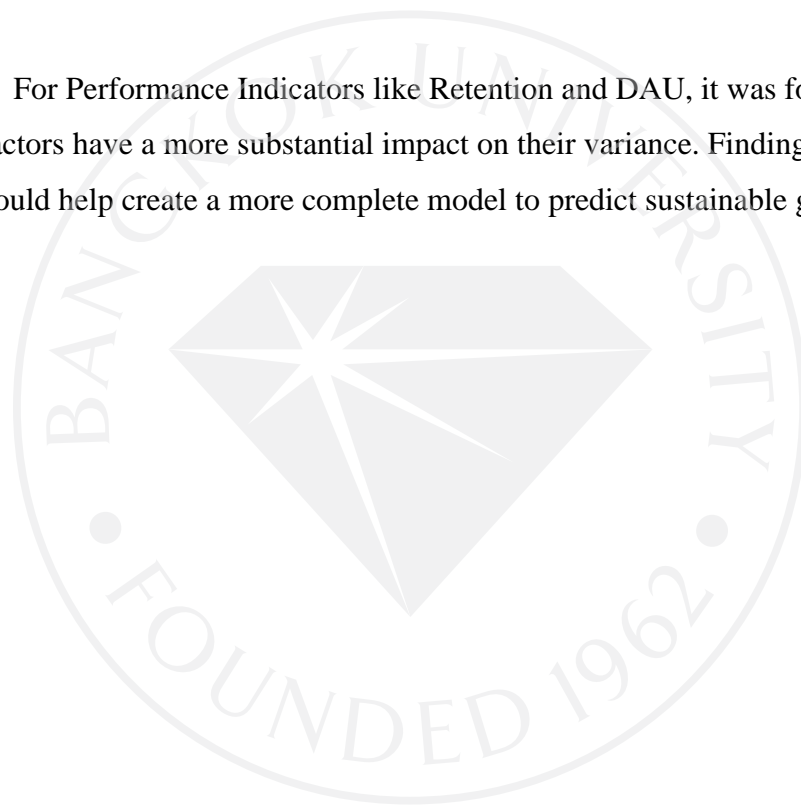 For Performance Indicators like Retention and DAU, it was fo
actors have a more substantial impact on their variance. Finding
ould help create a more complete model to predict sustainable g
BANGKOK UNIVERSITY
• FOUNDED 1962 •